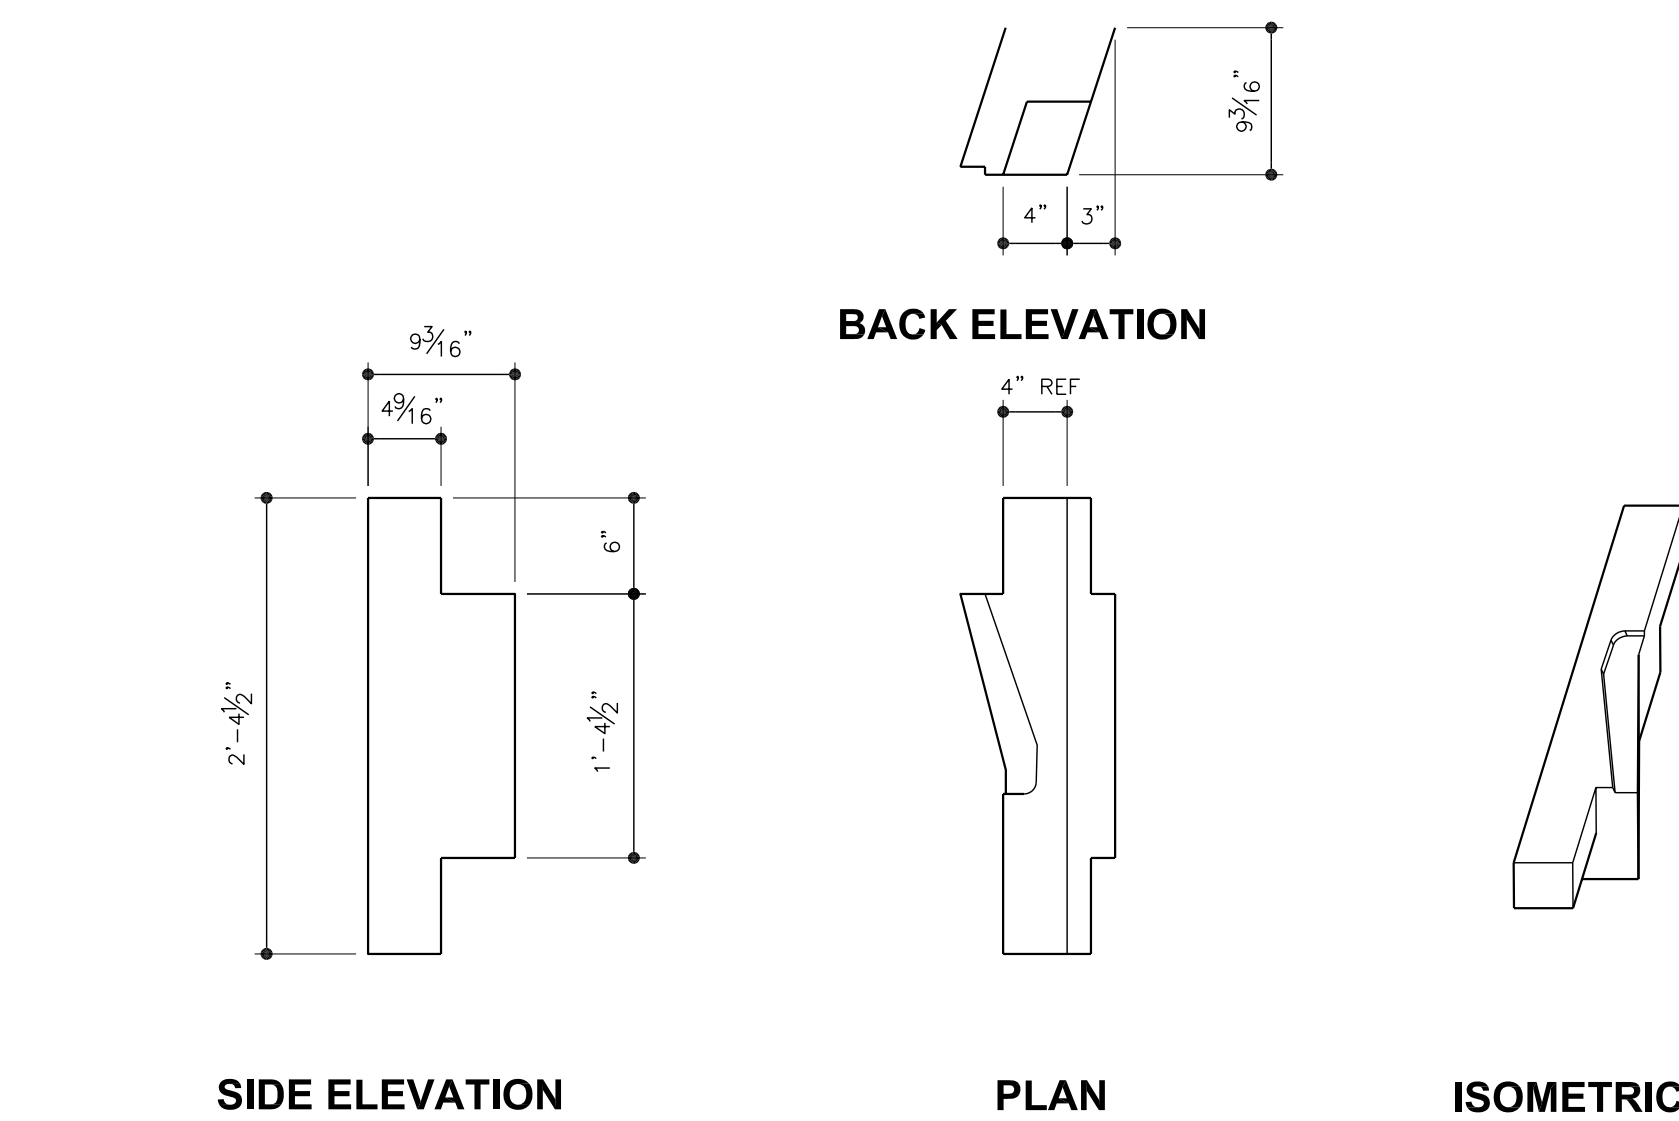 9 3/16"
4" 3"
BACK ELEVATION
9 3/16"
4 9/16"
4" REF
6"
2'-4 1/2"
1'-4 1/2"
SIDE ELEVATION
PLAN
ISOMETRIC